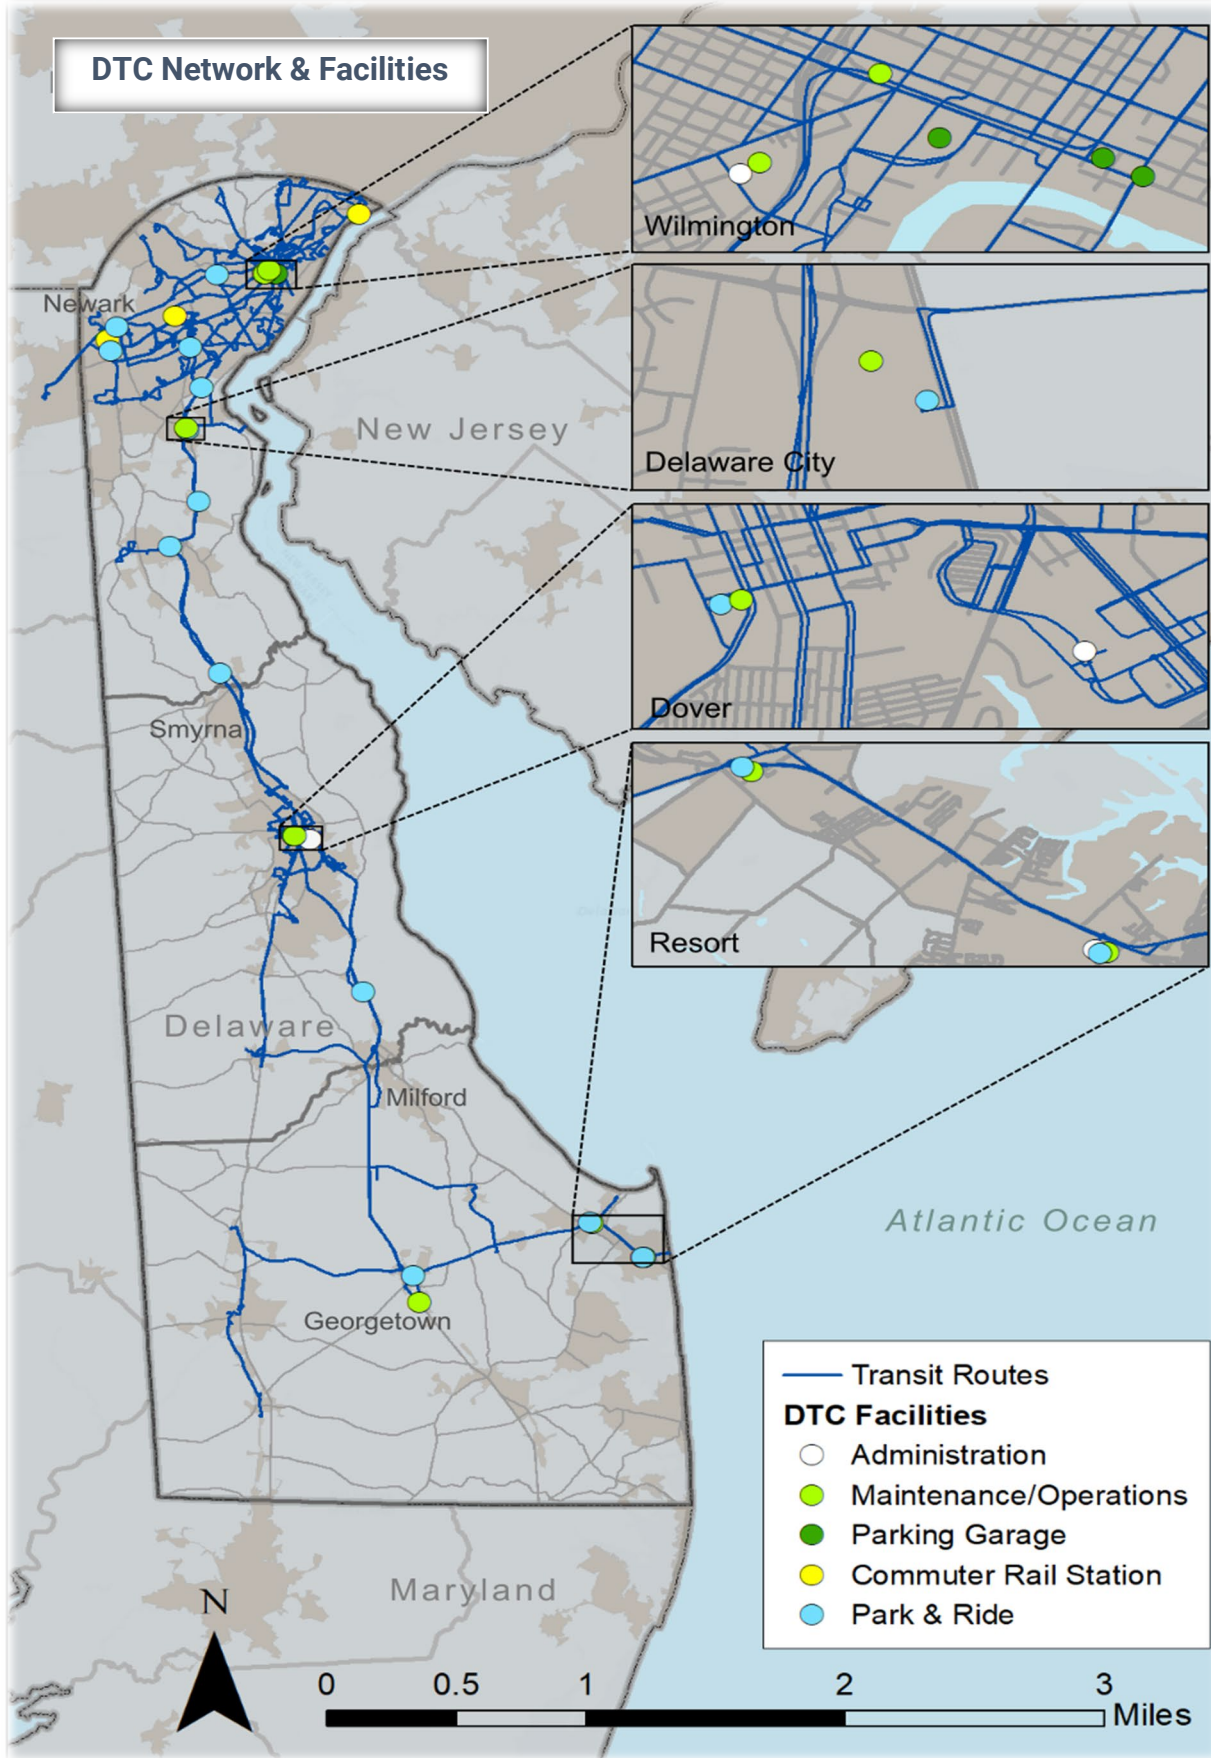 DTC Network & Facilities
Wilmington
Newark
New Jersey
Delaware City
Smyrna
Dover
Resort
Delaware
Milford
Atlantic Ocean
Georgetown
Transit Routes
DTC Facilities
Administration
Maintenance/Operations
Parking Garage
Commuter Rail Station
Park & Ride
Maryland
N
0 0.5 1 2 3
Miles